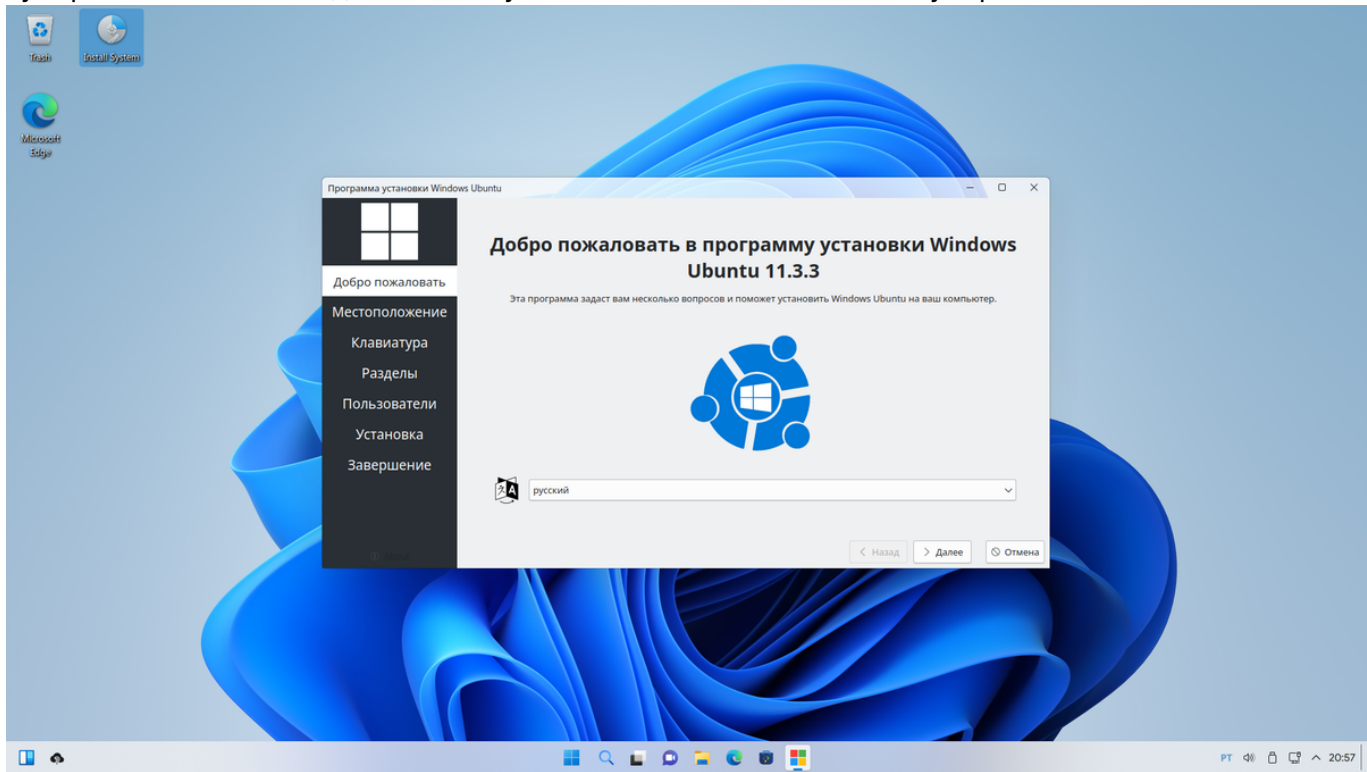 Trash
Install System
Microsoft
Edge
Программа установки Windows Ubuntu
Добро пожаловать
Местоположение
Клавиатура
Разделы
Пользователи
Установка
Завершение
Добро пожаловать в программу установки Windows
Ubuntu 11.3.3
Эта программа задаст вам несколько вопросов и поможет установить Windows Ubuntu на ваш компьютер.
русский
Назад
Далее
Отмена
PT
20:57